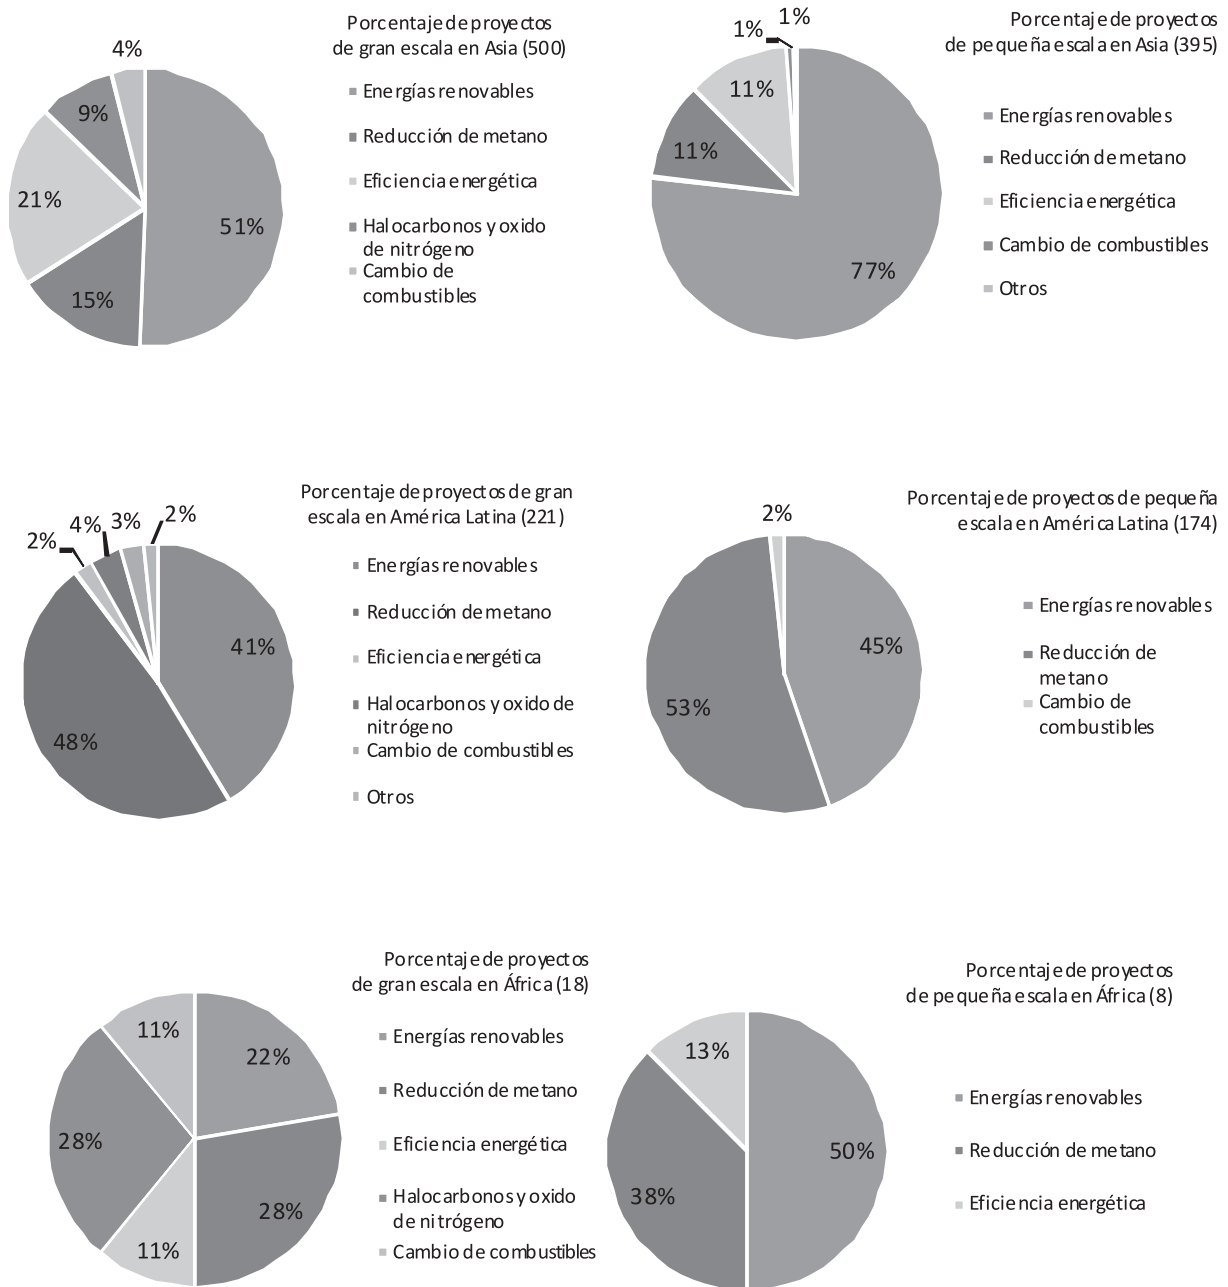 Porcentaje de proyectos
de gran escala en Asia (500)
4%
9%
21%
51%
15%
Energías renovables
Reducción de metano
Eficiencia energética
Halocarbonos y oxido
de nitrógeno
Cambio de
combustibles
Porcentaje de proyectos
de pequeña escala en Asia (395)
1%
1%
11%
11%
77%
Energías renovables
Reducción de metano
Eficiencia energética
Cambio de combustibles
Otros
Porcentaje de proyectos de gran
escala en América Latina (221)
2%
4%
3%
2%
41%
48%
Energías renovables
Reducción de metano
Eficiencia energética
Halocarbonos y oxido de
nitrógeno
Cambio de combustibles
Otros
Porcentaje de proyectos de pequeña
escala en América Latina (174)
2%
45%
53%
Energías renovables
Reducción de
metano
Cambio de
combustibles
Porcentaje de proyectos
de gran escala en África (18)
11%
22%
28%
28%
11%
Energías renovables
Reducción de metano
Eficiencia energética
Halocarbonos y oxido
de nitrógeno
Cambio de combustibles
Porcentaje de proyectos
de pequeña escala en África (8)
13%
50%
38%
Energías renovables
Reducción de metano
Eficiencia energética